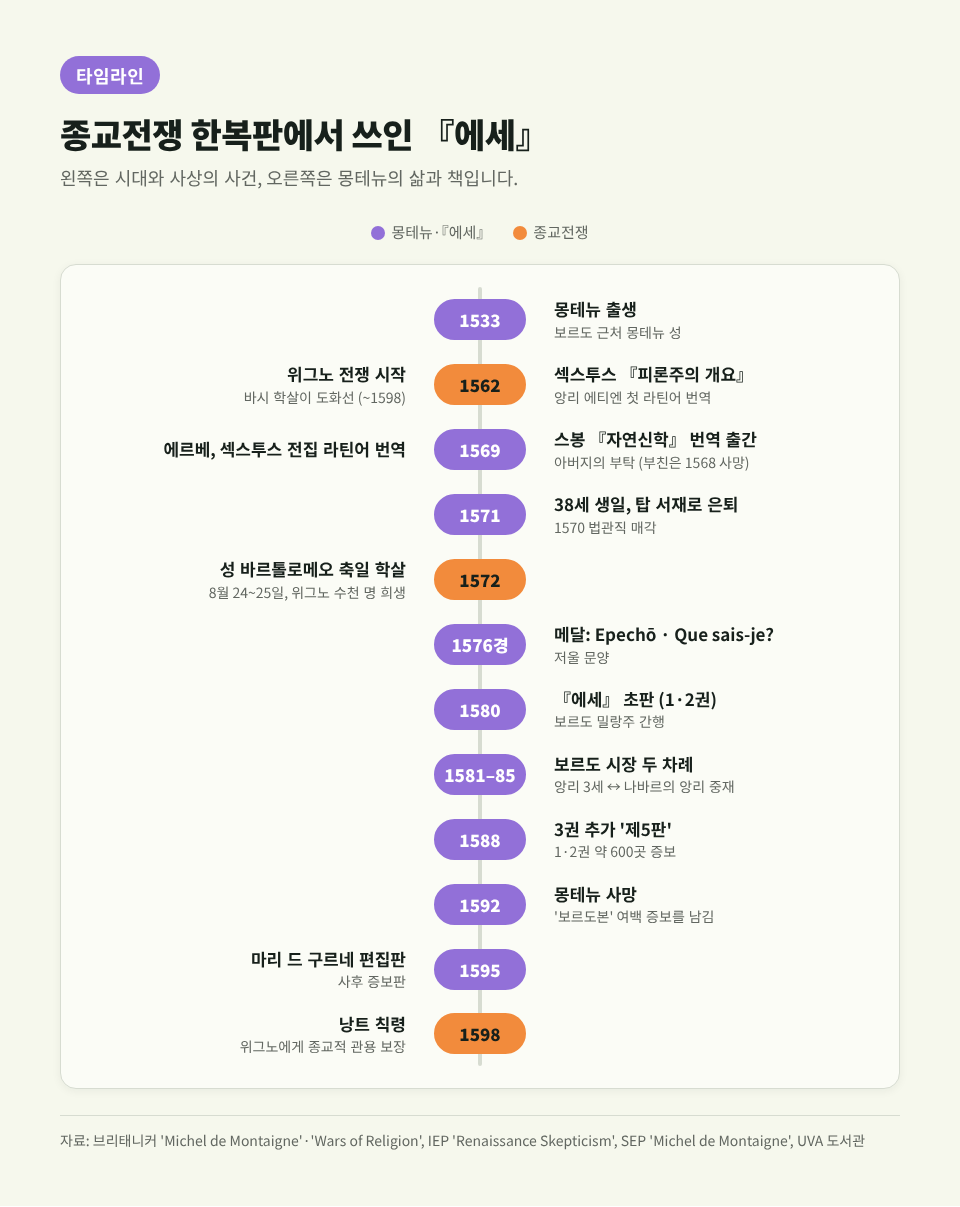 타임라인
종교전쟁 한복판에서 쓰인 『에세』
왼쪽은 시대와 사상의 사건, 오른쪽은 몽테뉴의 삶과 책입니다.
몽테뉴·『에세』
종교전쟁
1533
몽테뉴 출생
보르도 근처 몽테뉴 성
위그노 전쟁 시작
바시 학살이 도화선 (~1598)
1562
섹스투스 『피론주의 개요』
앙리 에티엔 첫 라틴어 번역
에르베, 섹스투스 전집 라틴어 번역
1569
스봉 『자연신학』 번역 출간
아버지의 부탁 (부친은 1568 사망)
1571
38세 생일, 탑 서재로 은퇴
1570 법관직 매각
성 바르톨로메오 축일 학살
8월 24~25일, 위그노 수천 명 희생
1572
1576경
메달: Epechō · Que sais-je?
저울 문양
1580
『에세』 초판 (1·2권)
보르도 밀랑주 간행
1581–85
보르도 시장 두 차례
앙리 3세 ↔ 나바르의 앙리 중재
1588
3권 추가 '제5판'
1·2권 약 600곳 증보
1592
몽테뉴 사망
'보르도본' 여백 증보를 남김
마리 드 구르네 편집판
사후 증보판
1595
낭트 칙령
위그노에게 종교적 관용 보장
1598
자료: 브리태니커 'Michel de Montaigne'·'Wars of Religion', IEP 'Renaissance Skepticism', SEP 'Michel de Montaigne', UVA 도서관